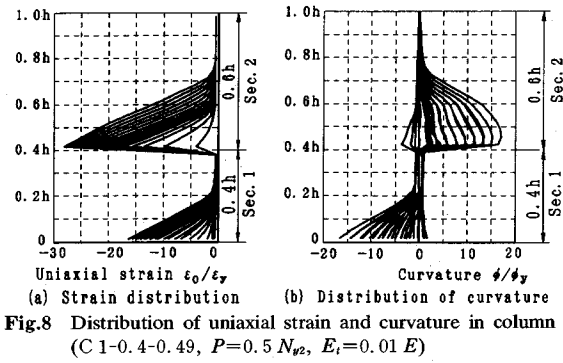 1.0h
0.8h
0.6h
0.4h
0.2h
0
-30 -20 -10 0
0.6h
Sec. 2
0.4h
Sec. 1
Uniaxial strain ε₀/εy
(a) Strain distribution
1.0h
0.8h
0.6h
0.4h
0.2h
0
-20 -10 0 10 20
0.6h
Sec. 2
0.4h
Sec. 1
Curvature ϕ/ϕy
(b) Distribution of curvature
Fig.8 Distribution of uniaxial strain and curvature in column
(C 1-0.4-0.49, P=0.5 Ny2, Et=0.01 E)